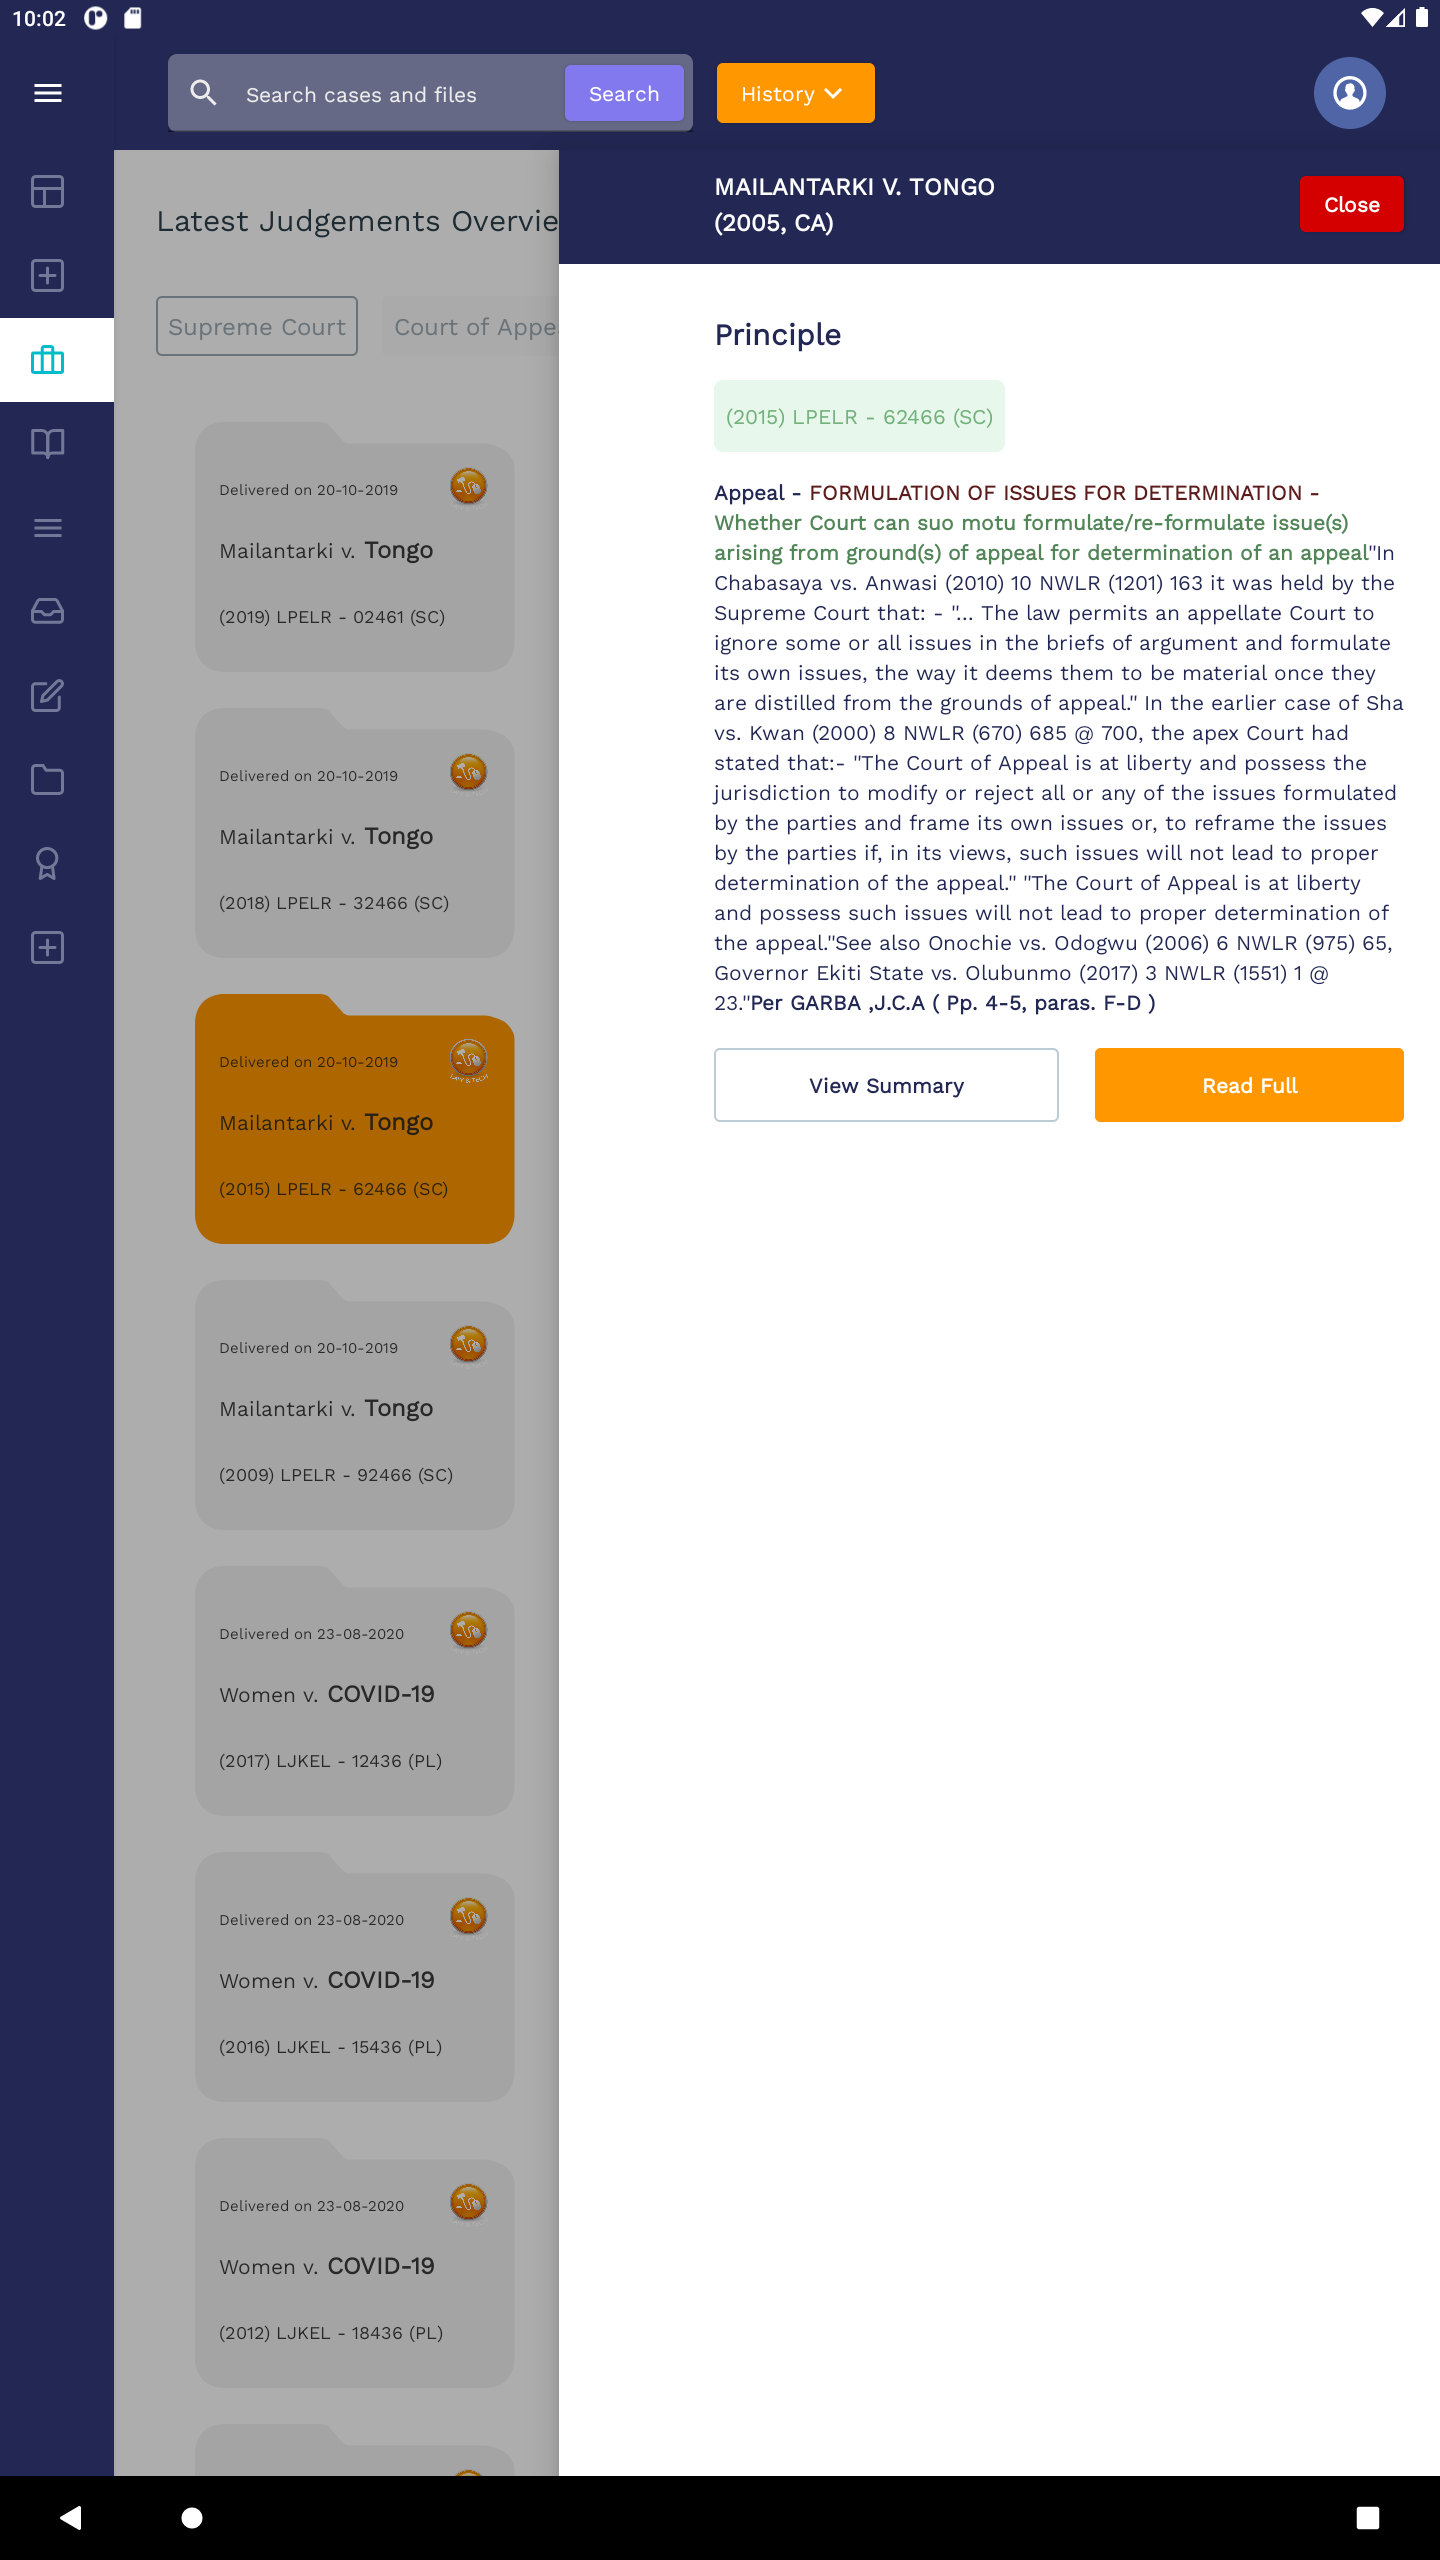 10:02
Search cases and files
Search
History
Latest Judgements Overvie
Supreme Court
Court of Appe
Delivered on 20-10-2019
Mailantarki v. Tongo
(2019) LPELR - 02461 (SC)
Delivered on 20-10-2019
Mailantarki v. Tongo
(2018) LPELR - 32466 (SC)
Delivered on 20-10-2019
LAW & TECH
Mailantarki v. Tongo
(2015) LPELR - 62466 (SC)
Delivered on 20-10-2019
Mailantarki v. Tongo
(2009) LPELR - 92466 (SC)
Delivered on 23-08-2020
Women v. COVID-19
(2017) LJKEL - 12436 (PL)
Delivered on 23-08-2020
Women v. COVID-19
(2016) LJKEL - 15436 (PL)
Delivered on 23-08-2020
Women v. COVID-19
(2012) LJKEL - 18436 (PL)
MAILANTARKI V. TONGO
(2005, CA)
Close
Principle
(2015) LPELR - 62466 (SC)
Appeal - FORMULATION OF ISSUES FOR DETERMINATION -
Whether Court can suo motu formulate/re-formulate issue(s)
arising from ground(s) of appeal for determination of an appeal"In
Chabasaya vs. Anwasi (2010) 10 NWLR (1201) 163 it was held by the
Supreme Court that: - "... The law permits an appellate Court to
ignore some or all issues in the briefs of argument and formulate
its own issues, the way it deems them to be material once they
are distilled from the grounds of appeal." In the earlier case of Sha
vs. Kwan (2000) 8 NWLR (670) 685 @ 700, the apex Court had
stated that:- "The Court of Appeal is at liberty and possess the
jurisdiction to modify or reject all or any of the issues formulated
by the parties and frame its own issues or, to reframe the issues
by the parties if, in its views, such issues will not lead to proper
determination of the appeal." "The Court of Appeal is at liberty
and possess such issues will not lead to proper determination of
the appeal."See also Onochie vs. Odogwu (2006) 6 NWLR (975) 65,
Governor Ekiti State vs. Olubunmo (2017) 3 NWLR (1551) 1 @
23."Per GARBA ,J.C.A ( Pp. 4-5, paras. F-D )
View Summary
Read Full